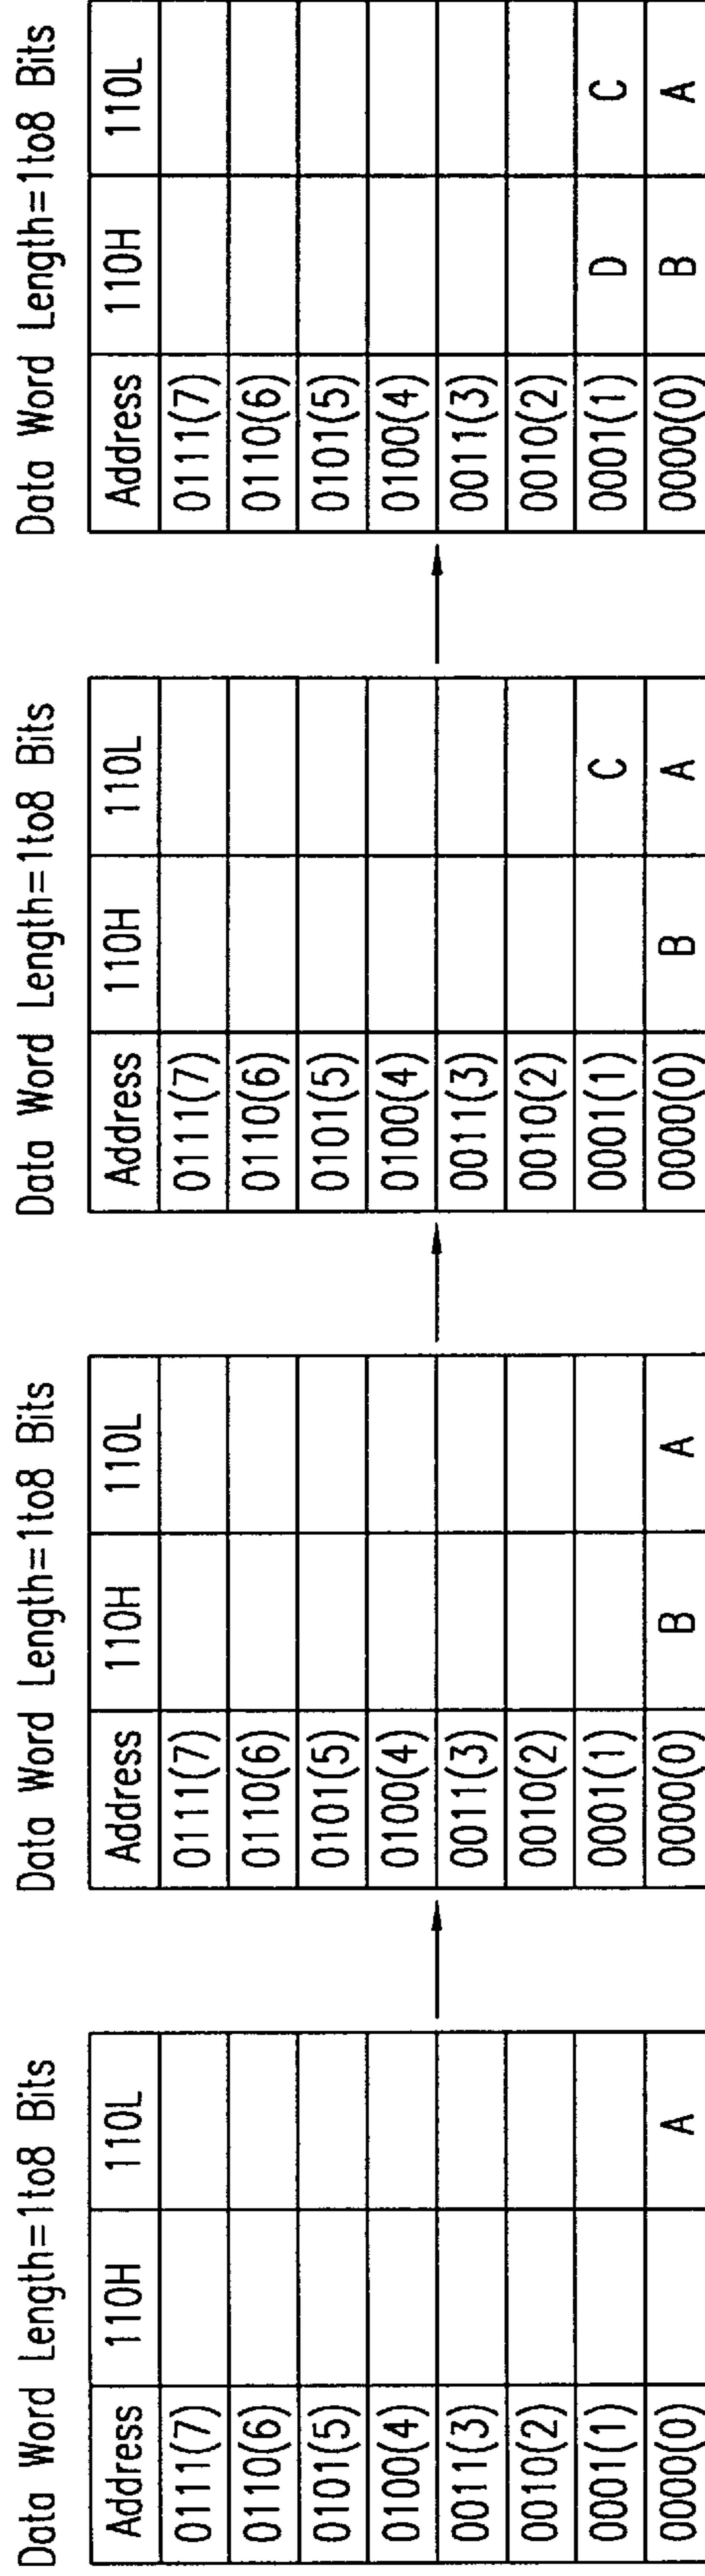 Data Word Length=1to8 Bits
Address 110H 110L
0111(7)
0110(6)
0101(5)
0100(4)
0011(3)
0010(2)
0001(1)
0000(0) A
Data Word Length=1to8 Bits
Address 110H 110L
0111(7)
0110(6)
0101(5)
0100(4)
0011(3)
0010(2)
0001(1)
0000(0) B A
Data Word Length=1to8 Bits
Address 110H 110L
0111(7)
0110(6)
0101(5)
0100(4)
0011(3)
0010(2)
0001(1) C
0000(0) B A
Data Word Length=1to8 Bits
Address 110H 110L
0111(7)
0110(6)
0101(5)
0100(4)
0011(3)
0010(2)
0001(1) D C
0000(0) B A